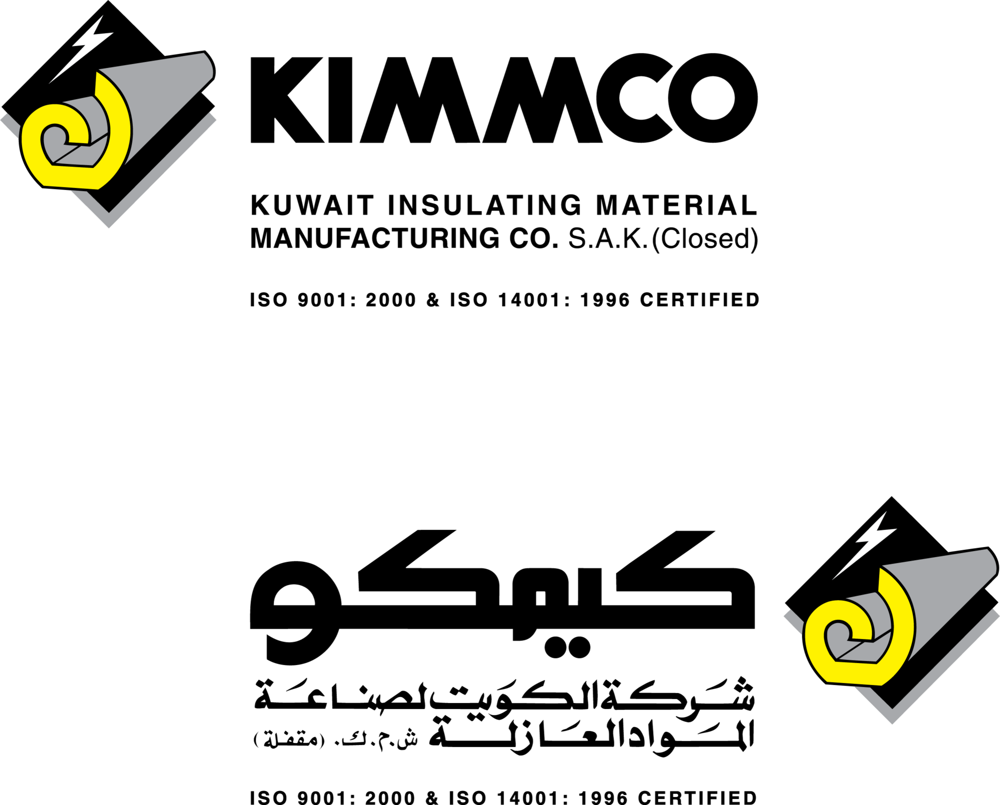 KIMMCO
KUWAIT INSULATING MATERIAL
MANUFACTURING CO. S.A.K.(Closed)
ISO 9001: 2000 & ISO 14001: 1996 CERTIFIED
كيمكو
شركة الكويت لصناعة
المواد العازلة ش.م.ك. (مقفلة)
ISO 9001: 2000 & ISO 14001: 1996 CERTIFIED